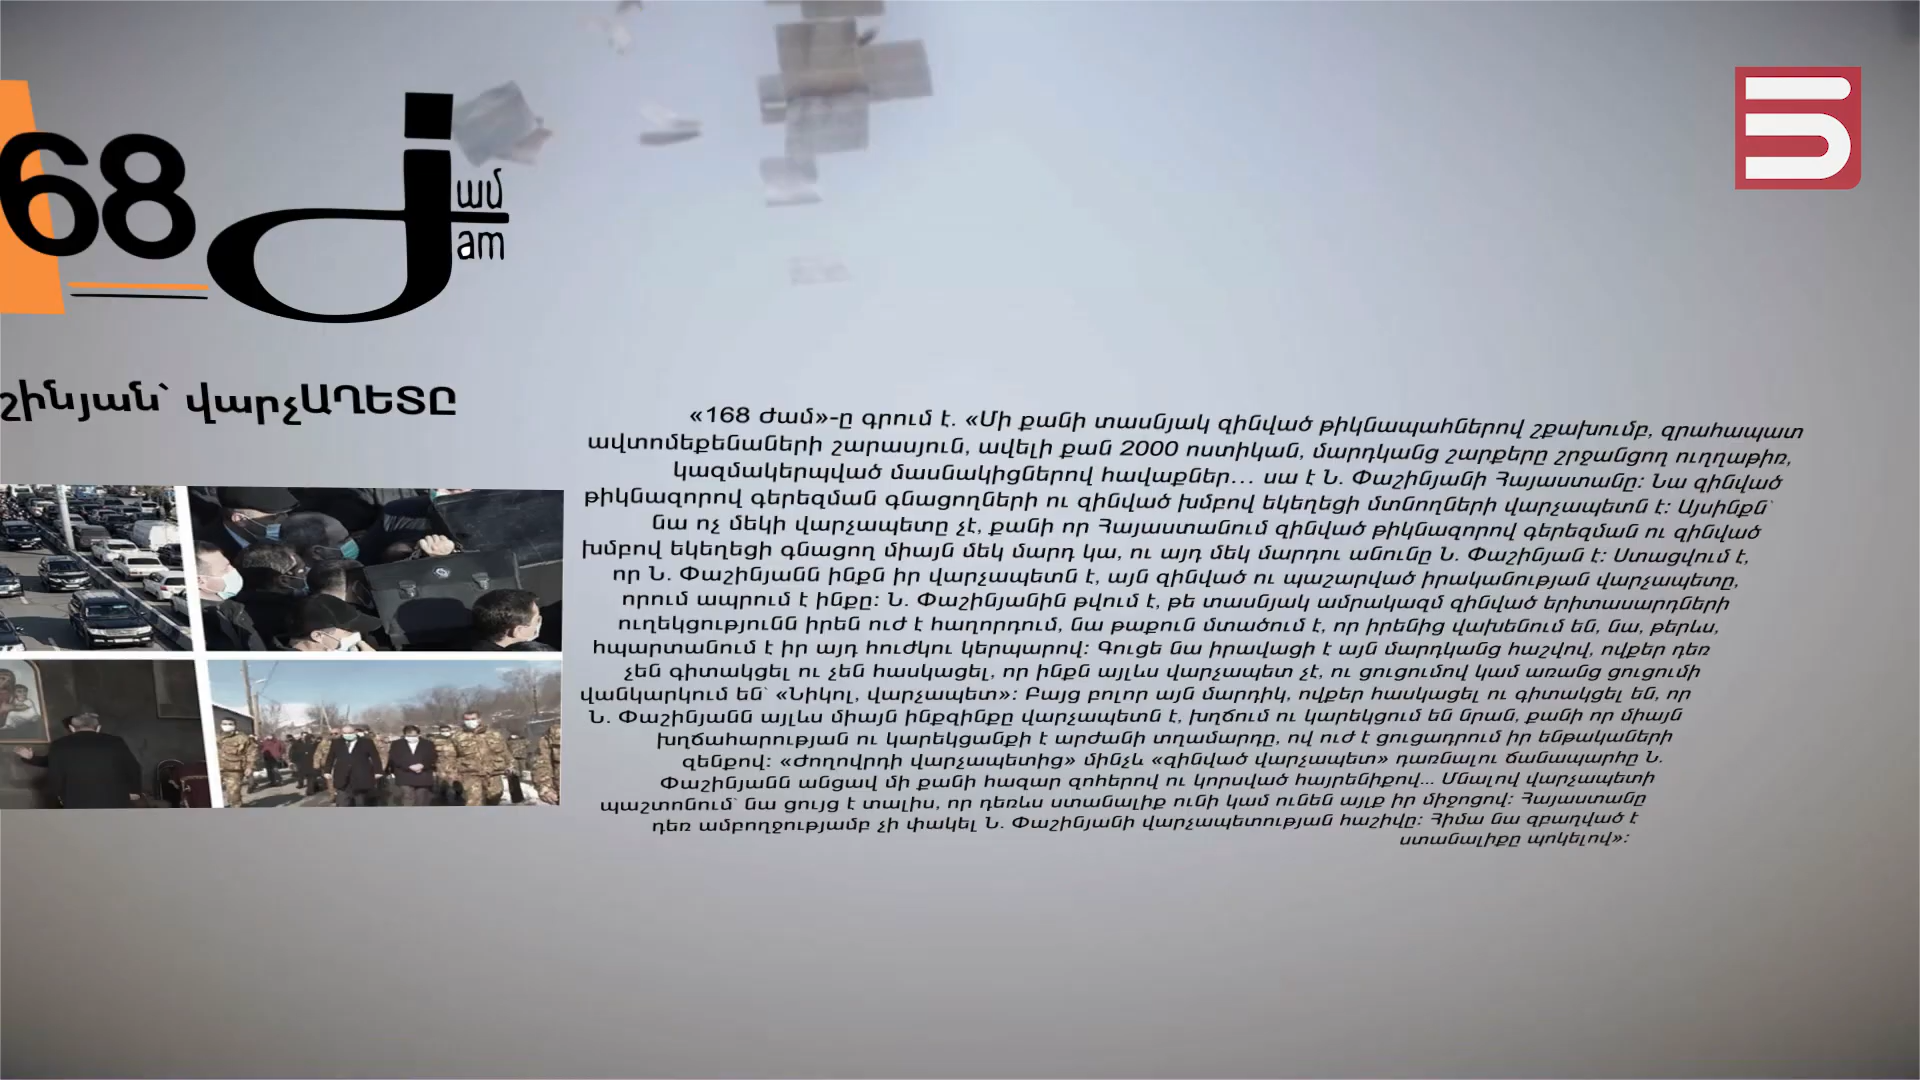 68 Ժամ
Jam
շինյան՝ վարչԱՂԵՏԸ
«168 Ժամ»-ը գրում է. «Մի քանի տասնյակ զինված թիկնապահներով շքախումբ, զրահապատ
ավտոմեքենաների շարասյուն, ավելի քան 2000 ոստիկան, մարդկանց շարքերը շրջանցող ուղղաթիռ,
կազմակերպված մասնակիցներով հավաքներ… սա է Ն. Փաշինյանի Հայաստանը: Նա զինված
թիկնազորով գերեզման գնացողների ու զինված խմբով եկեղեցի մտնողների վարչապետն է: Այսինքն՝
նա ոչ մեկի վարչապետը չէ, քանի որ Հայաստանում զինված թիկնազորով գերեզման ու զինված
խմբով եկեղեցի գնացող միայն մեկ մարդ կա, ու այդ մեկ մարդու անունը Ն. Փաշինյան է: Ստացվում է,
որ Ն. Փաշինյանն ինքն իր վարչապետն է, այն զինված ու պաշարված իրականության վարչապետը,
որում ապրում է ինքը: Ն. Փաշինյանին թվում է, թե տասնյակ ամրակազմ զինված երիտասարդների
ուղեկցությունն իրեն ուժ է հաղորդում, նա թաքուն մտածում է, որ իրենից վախենում են, նա, թերևս,
հպարտանում է իր այդ հուժկու կերպարով: Գուցե նա իրավացի է այն մարդկանց հաշվով, ովքեր դեռ
չեն գիտակցել ու չեն հասկացել, որ ինքն այլևս վարչապետ չէ, ու ցուցումով կամ առանց ցուցումի
վանկարկում են՝ «Նիկոլ, վարչապետ»: Բայց բոլոր այն մարդիկ, ովքեր հասկացել ու գիտակցել են, որ
Ն. Փաշինյանն այլևս միայն ինքզինքը վարչապետն է, խղճում ու կարեկցում են նրան, քանի որ միայն
խղճահարության ու կարեկցանքի է արժանի տղամարդը, ով ուժ է ցուցադրում իր ենթակաների
զենքով: «Ժողովրդի վարչապետից» մինչև «զինված վարչապետ» դառնալու ճանապարհը Ն.
Փաշինյանն անցավ մի քանի հազար զոհերով ու կորսված հայրենիքով... Մնալով վարչապետի
պաշտոնում՝ նա ցույց է տալիս, որ դեռևս ստանալիք ունի կամ ունեն այլք իր միջոցով: Հայաստանը
դեռ ամբողջությամբ չի փակել Ն. Փաշինյանի վարչապետության հաշիվը: Հիմա նա զբաղված է
ստանալիքը պոկելով»: